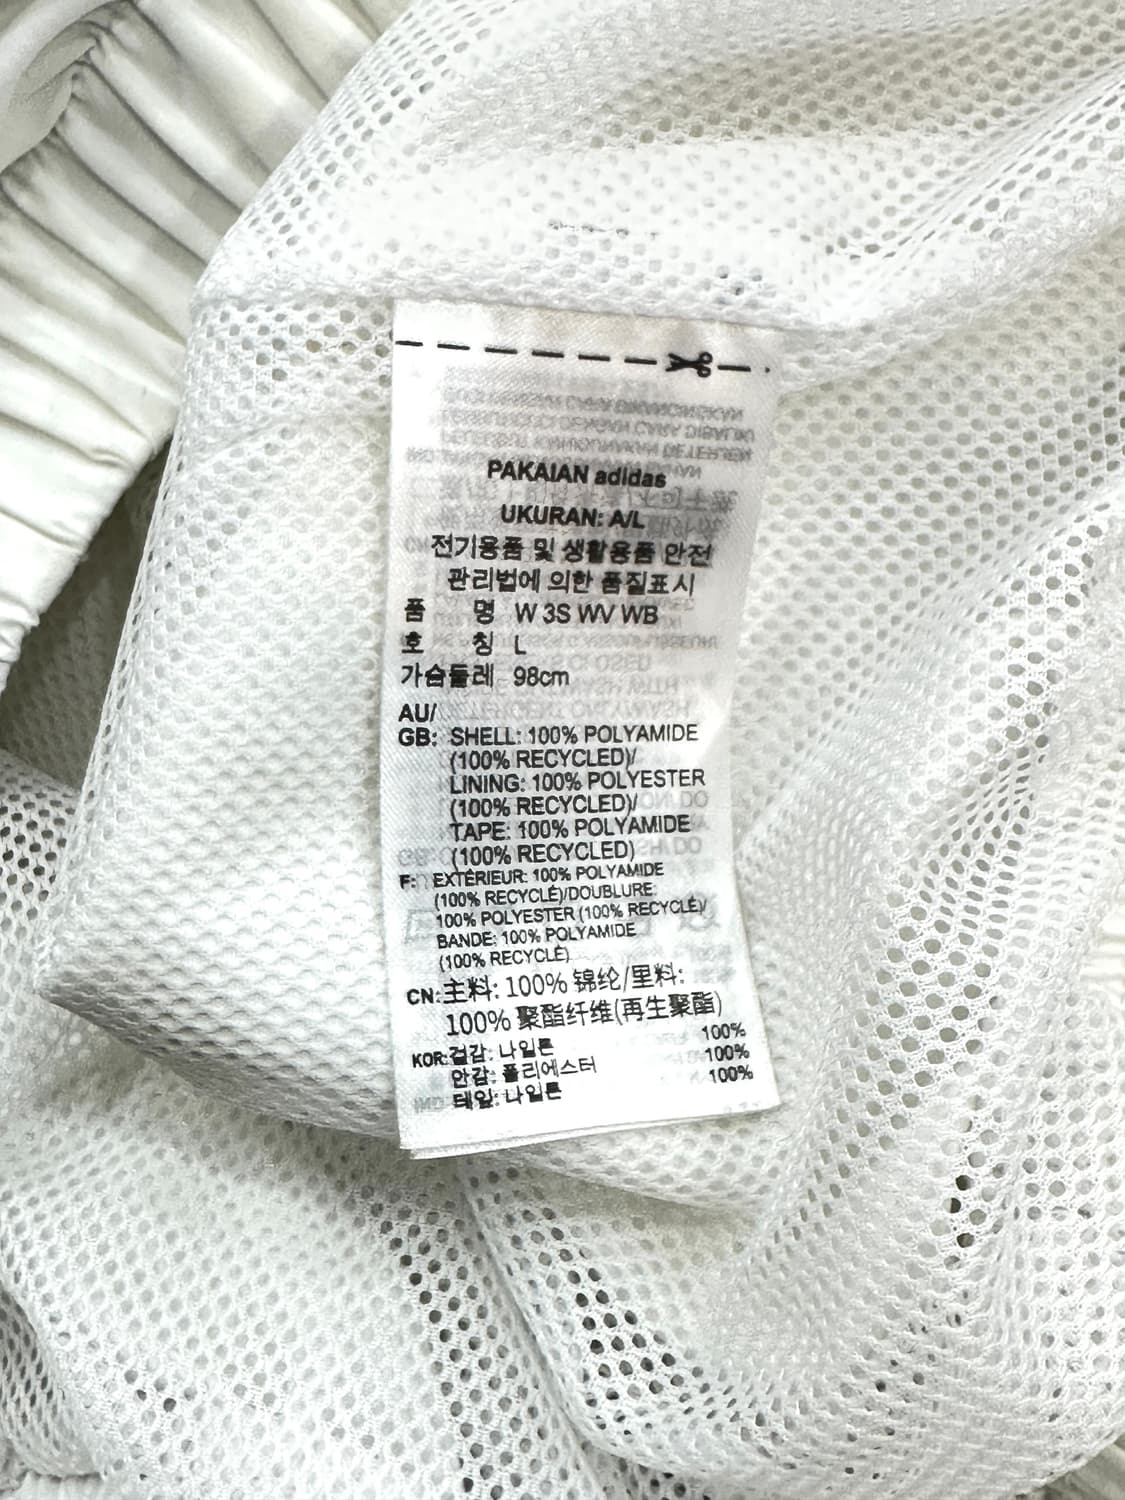 PAKAIAN adidas
UKURAN: A/L
전기용품 및 생활용품 안전
관리법에 의한 품질표시
품 명 W 3S WV WB
호 칭 L
가슴둘레 98cm
AU/
GB: SHELL: 100% POLYAMIDE
(100% RECYCLED)/
LINING: 100% POLYESTER
(100% RECYCLED)/
TAPE: 100% POLYAMIDE
(100% RECYCLED)
F: EXTÉRIEUR: 100% POLYAMIDE
(100% RECYCLÉ)/DOUBLURE:
100% POLYESTER (100% RECYCLÉ)/
BANDE: 100% POLYAMIDE
(100% RECYCLÉ)
CN: 主料: 100% 锦纶/里料:
100% 聚酯纤维(再生聚酯)
KOR: 겉감: 나일론 100%
안감: 폴리에스터 100%
테잎: 나일론 100%